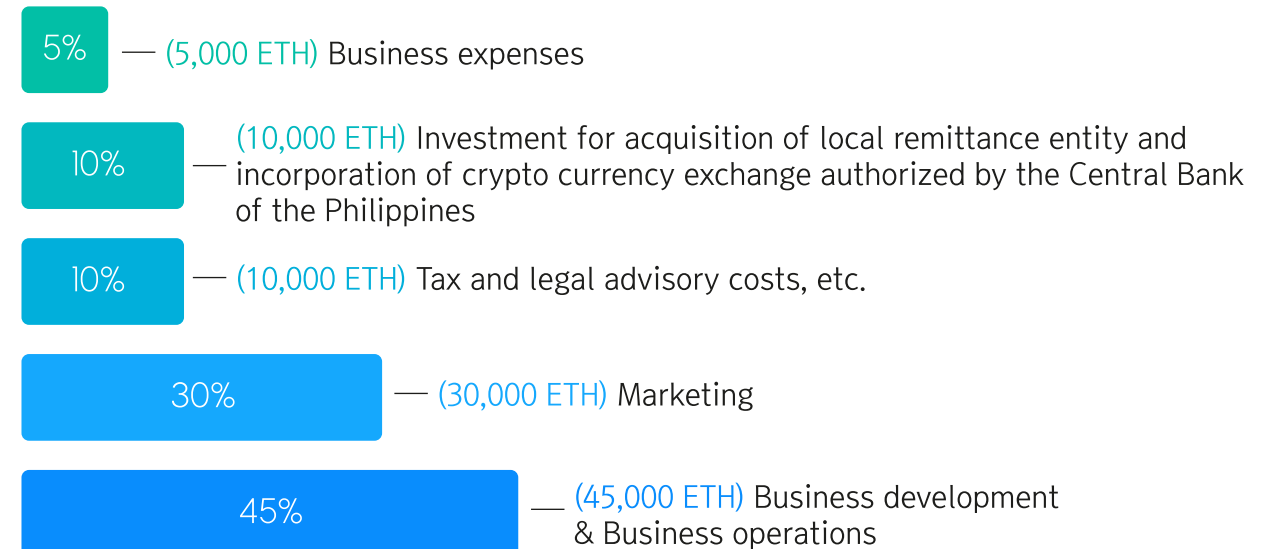 5% (5,000 ETH) Business expenses
10% (10,000 ETH) Investment for acquisition of local remittance entity and
incorporation of crypto currency exchange authorized by the Central Bank
of the Philippines
10% (10,000 ETH) Tax and legal advisory costs, etc.
30% (30,000 ETH) Marketing
45% (45,000 ETH) Business development
& Business operations